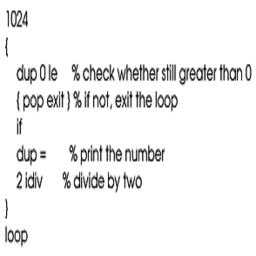 1024
{
dup 0 le % check whether still greater than 0
{ pop exit } % if not, exit the loop
if
dup = % print the number
2 idiv % divide by two
}
loop